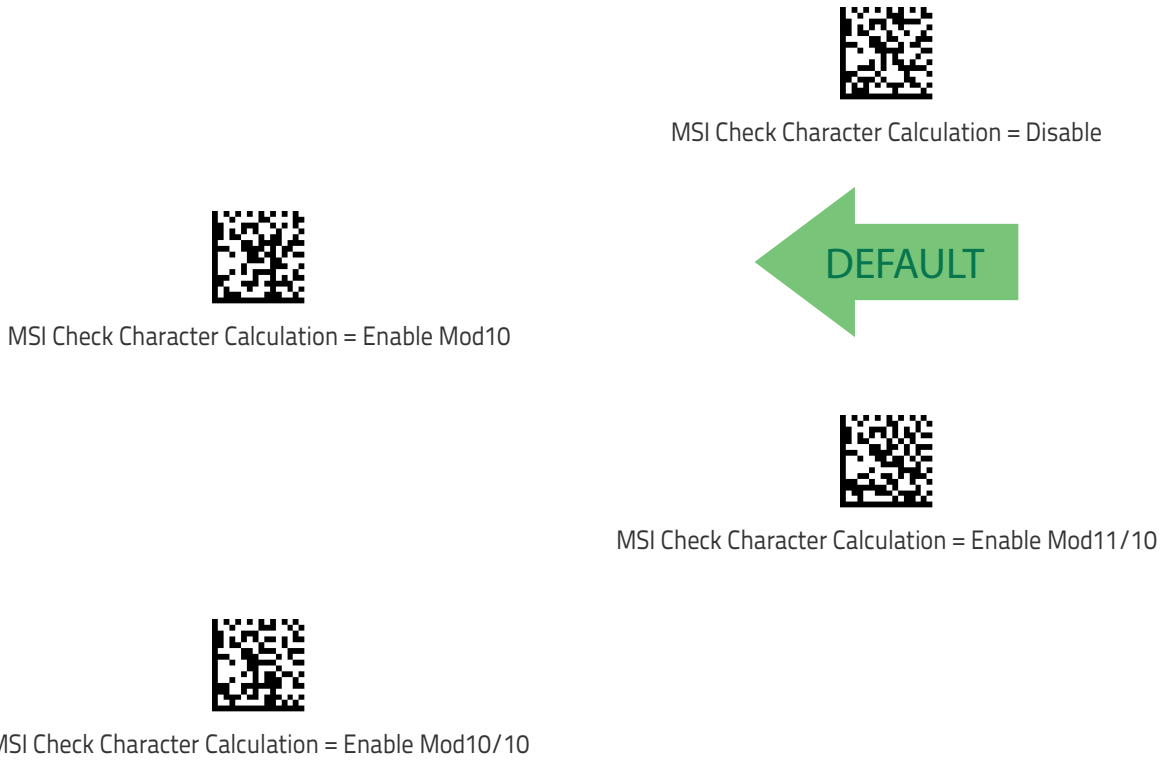 MSI Check Character Calculation = Disable
DEFAULT
MSI Check Character Calculation = Enable Mod10
MSI Check Character Calculation = Enable Mod11/10
MSI Check Character Calculation = Enable Mod10/10